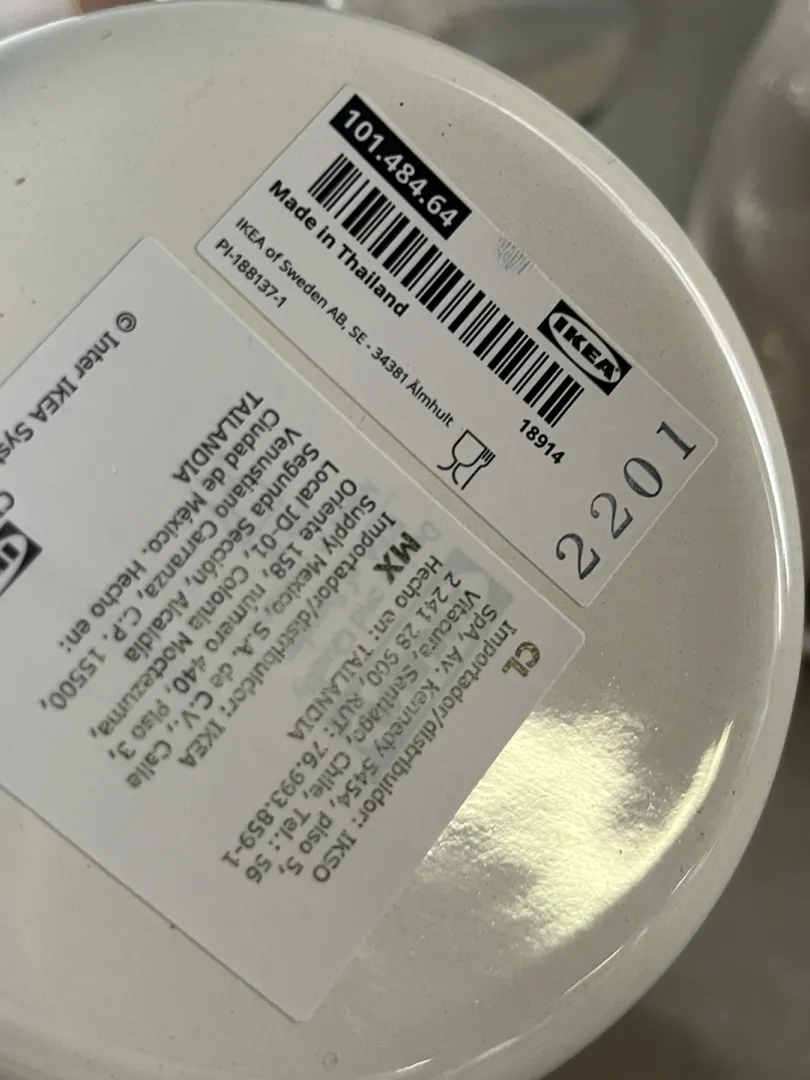 101.484.64
Made in Thailand
IKEA of Sweden AB, SE - 34381 Älmhult
PI-188137-1
18914
IKEA
2201
CL
Importador/distribuidor: IKSO
SpA, Av. Kennedy 5454, piso 5,
Vitacura, Santiago, Chile, Tel.: 56
2 241 28 900, RUT: 76.993.859-1
Hecho en: TAILANDIA
MX
Importador/distribuidor: IKEA
Supply Mexico, S.A. de C.V., Calle
Oriente 158, número 440, Piso 3,
Local JD-01, Colonia Moctezuma,
Segunda Sección, Alcaldía
Venustiano Carranza, C.P. 15500,
Ciudad de México. Hecho en:
TAILANDIA
© Inter IKEA